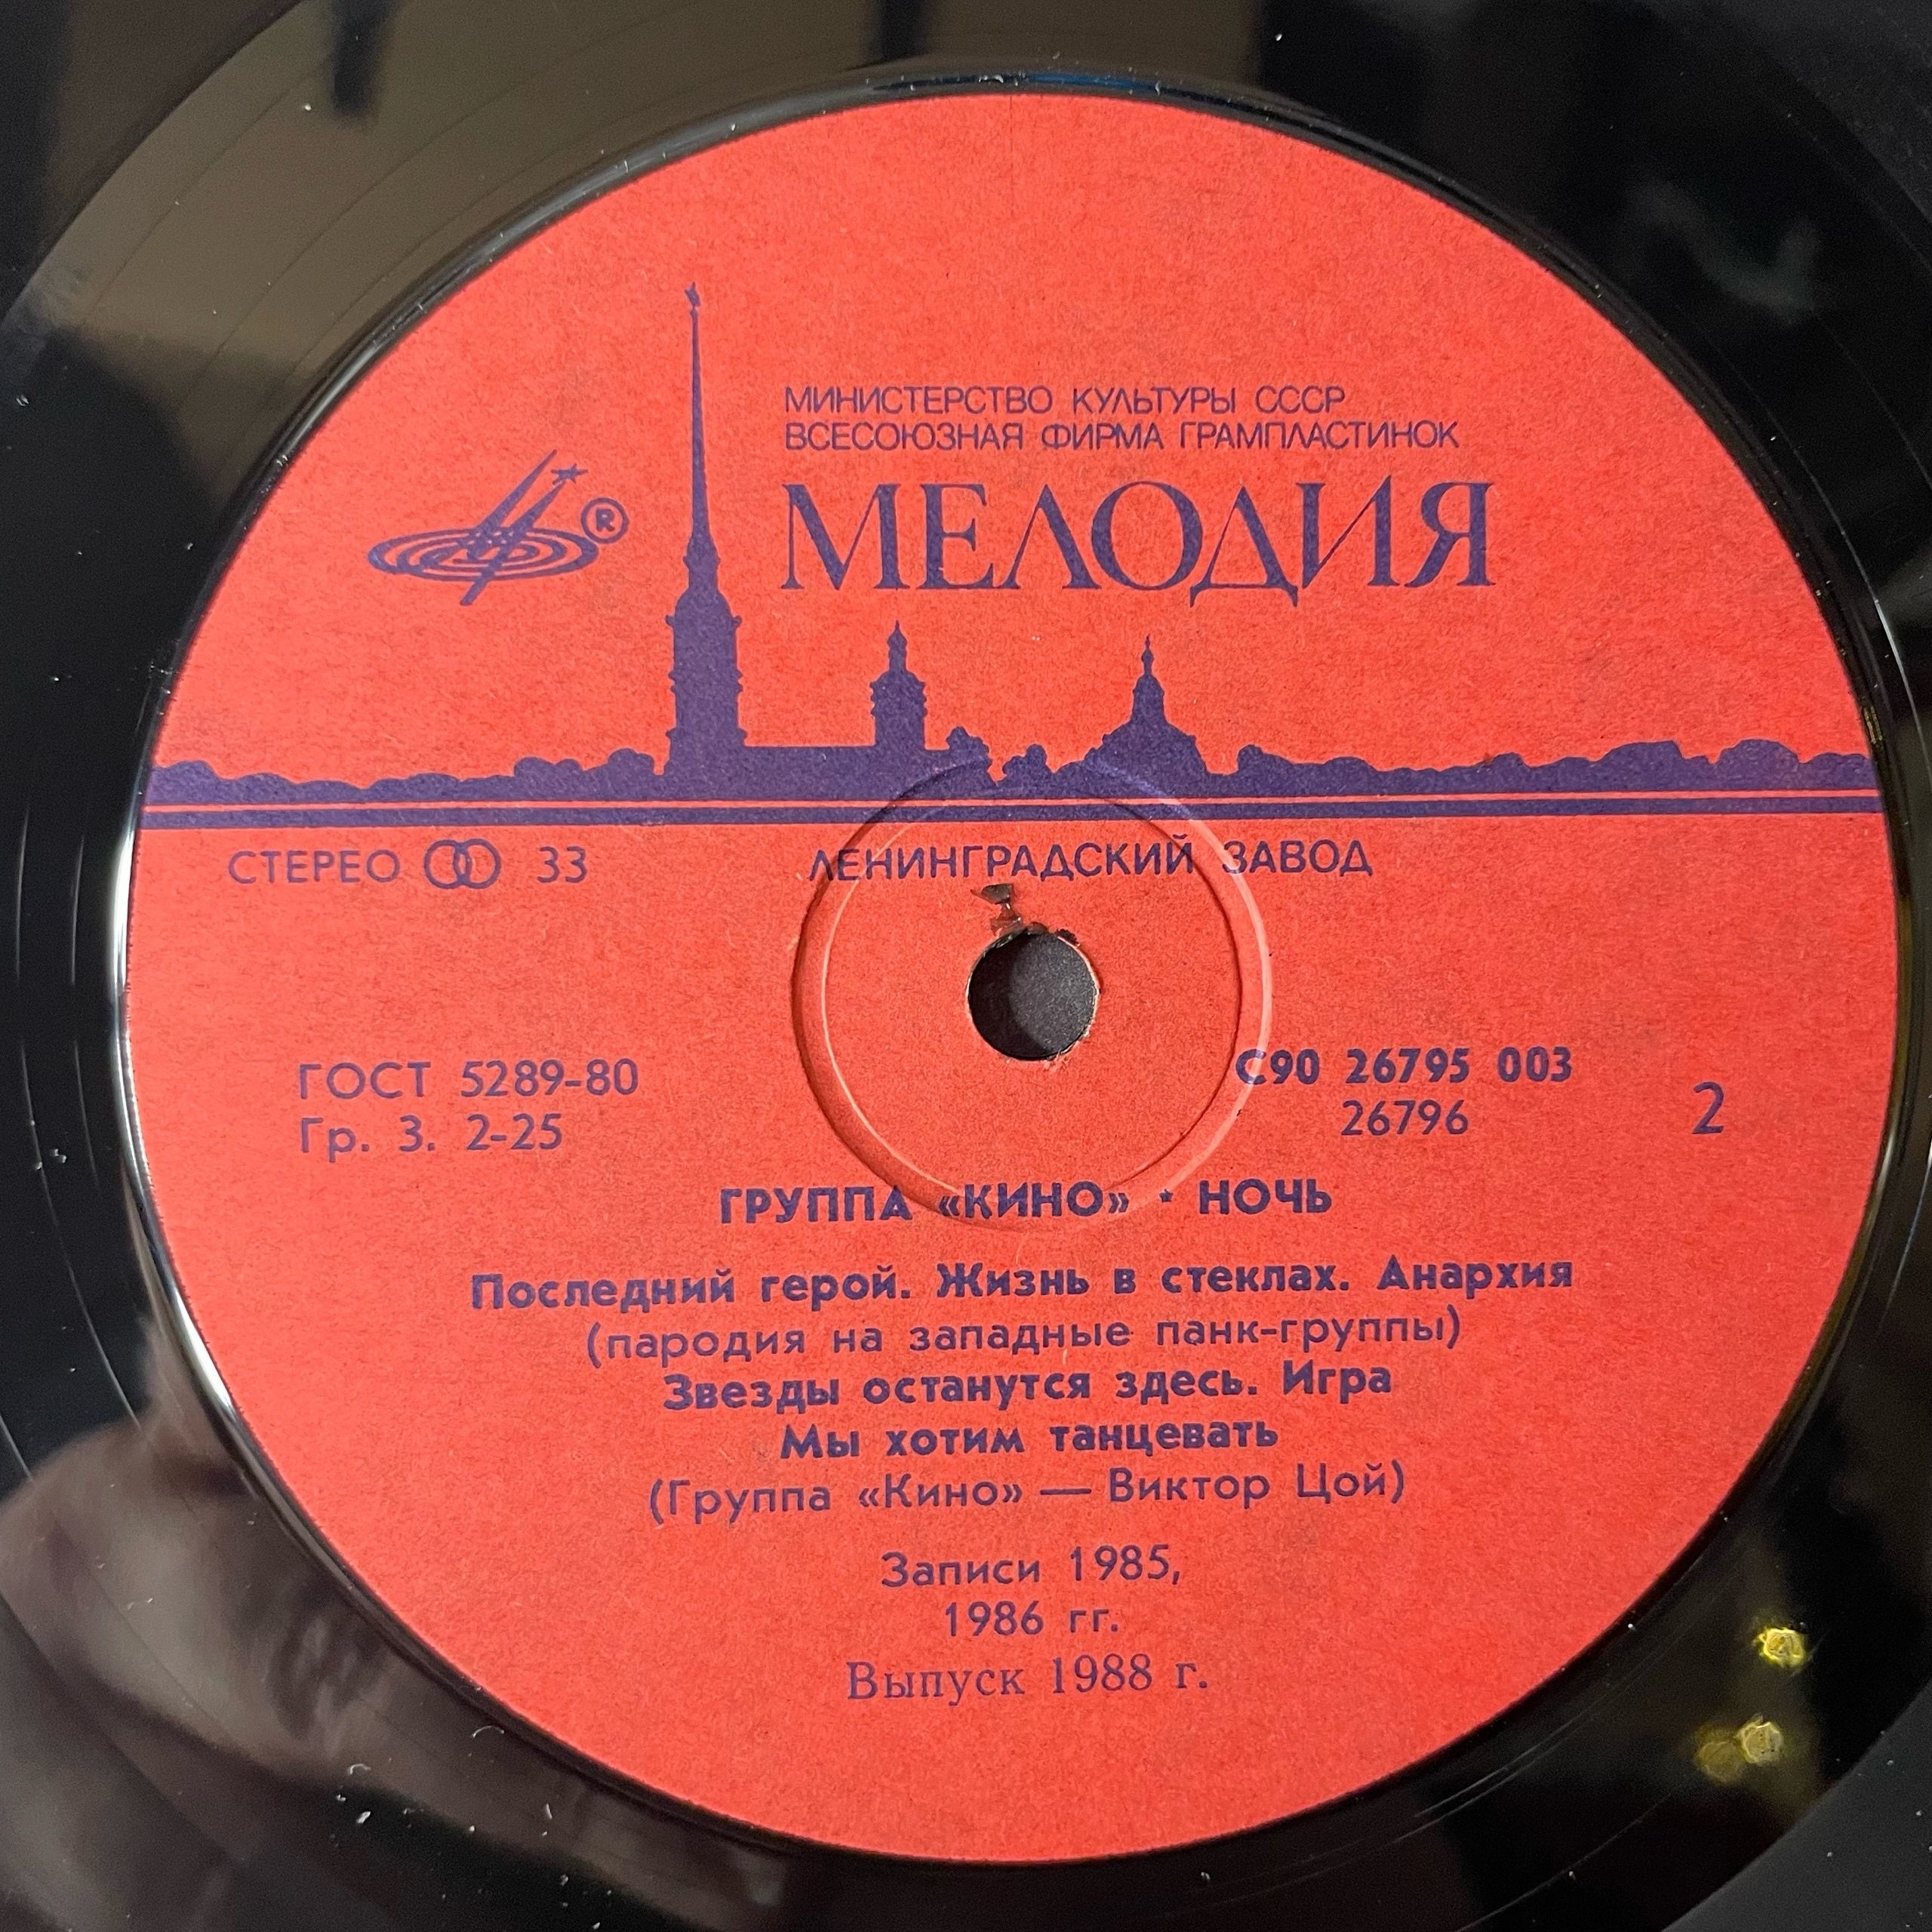 МИНИСТЕРСТВО КУЛЬТУРЫ СССР
ВСЕСОЮЗНАЯ ФИРМА ГРАМПЛАСТИНОК
®
МЕЛОДИЯ
СТЕРЕО 33
ЛЕНИНГРАДСКИЙ ЗАВОД
ГОСТ 5289-80
Гр. 3. 2-25
С90 26795 003
26796
2
ГРУППА «КИНО» * НОЧЬ
Последний герой. Жизнь в стеклах. Анархия
(пародия на западные панк-группы)
Звезды останутся здесь. Игра
Мы хотим танцевать
(Группа «Кино» — Виктор Цой)
Записи 1985,
1986 гг.
Выпуск 1988 г.